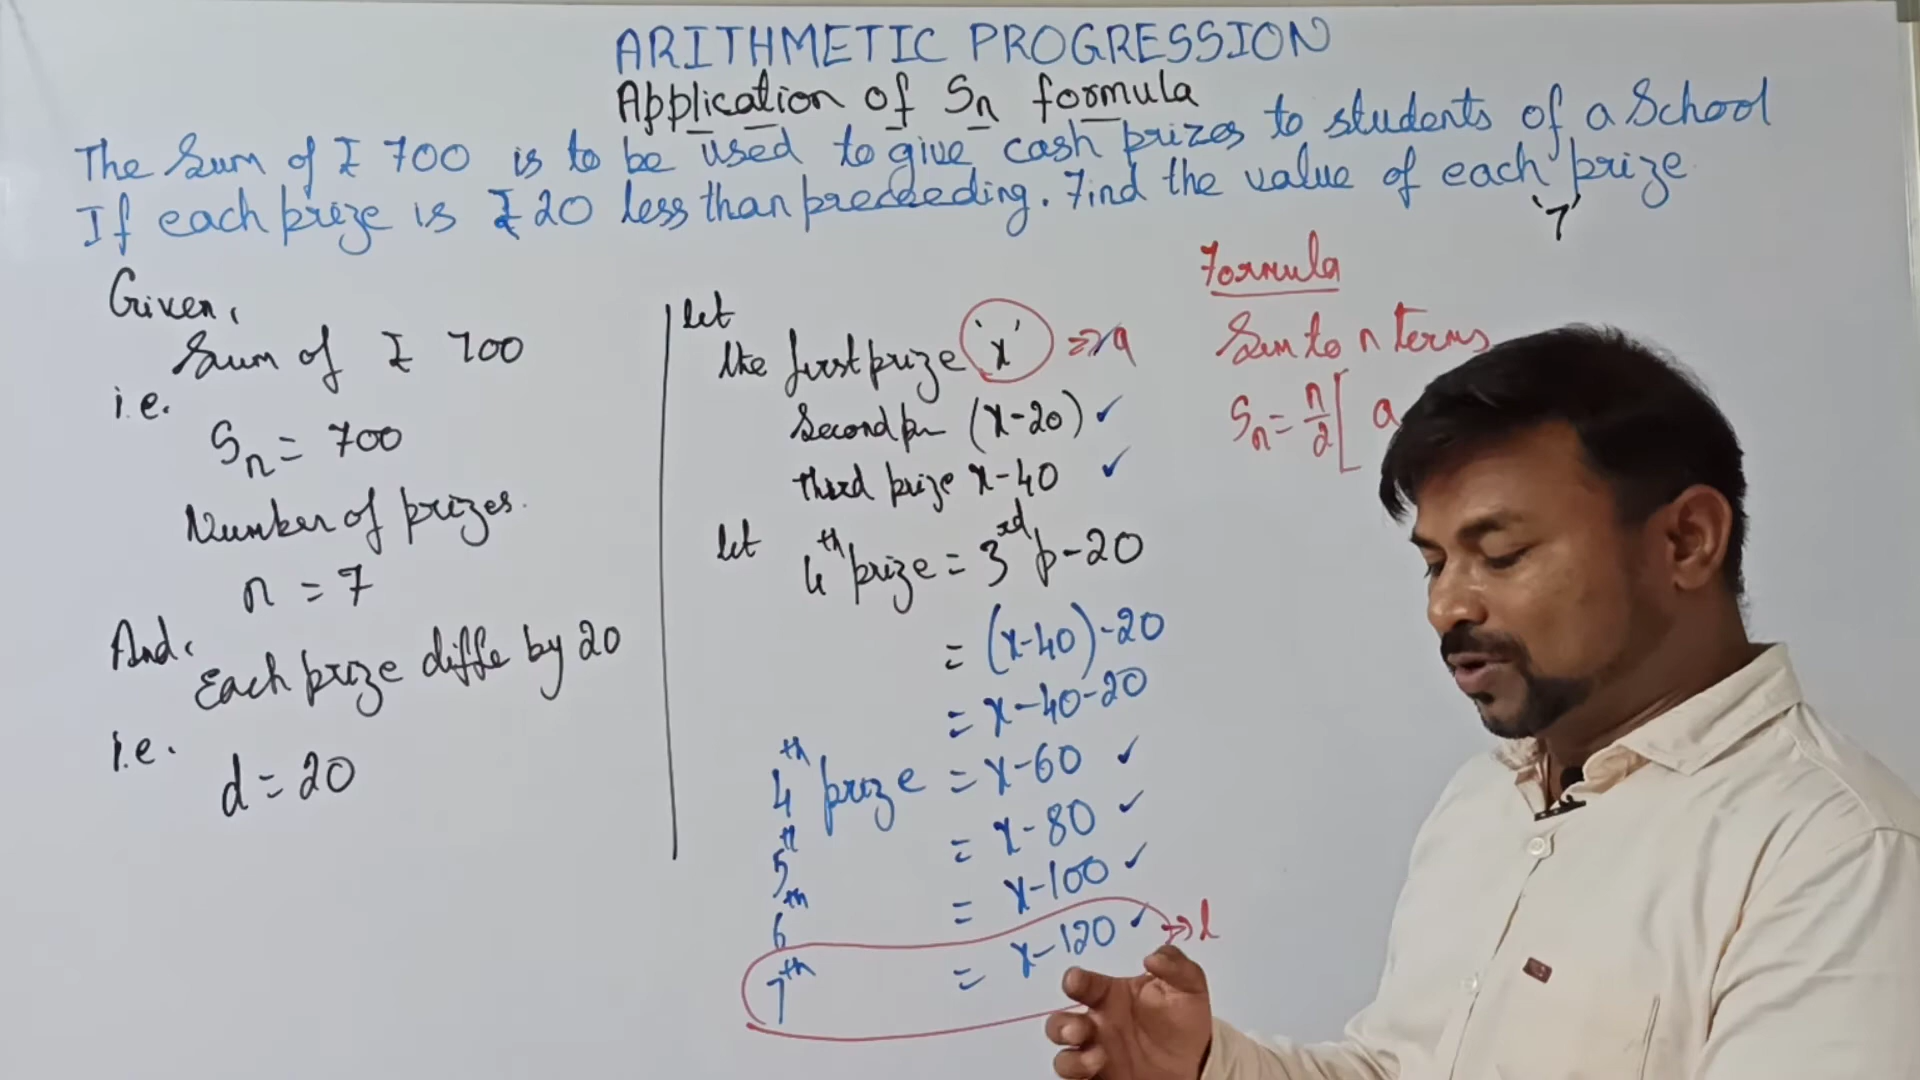 ARITHMETIC PROGRESSION
Application of Sn formula
The Sum of ₹ 700 is to be used to give cash prizes to students of a School
If each prize is ₹ 20 less than preceeding. Find the value of each prize
'7'
Given,
Sum of ₹ 700
i.e.
Sn = 700
Number of prizes.
n = 7
And,
Each prize diffe by 20
i.e.
d = 20
let
the first prize 'x' => a
Second pr (x-20) ✓
third prize x-40 ✓
let 4th prize = 3rd p-20
= (x-40)-20
= x-40-20
4th prize = x-60 ✓
5th = x-80 ✓
6th = x-100 ✓
7th = x-120 ✓ => l
Formula
Sum to n terms
Sn = n/2 [ a